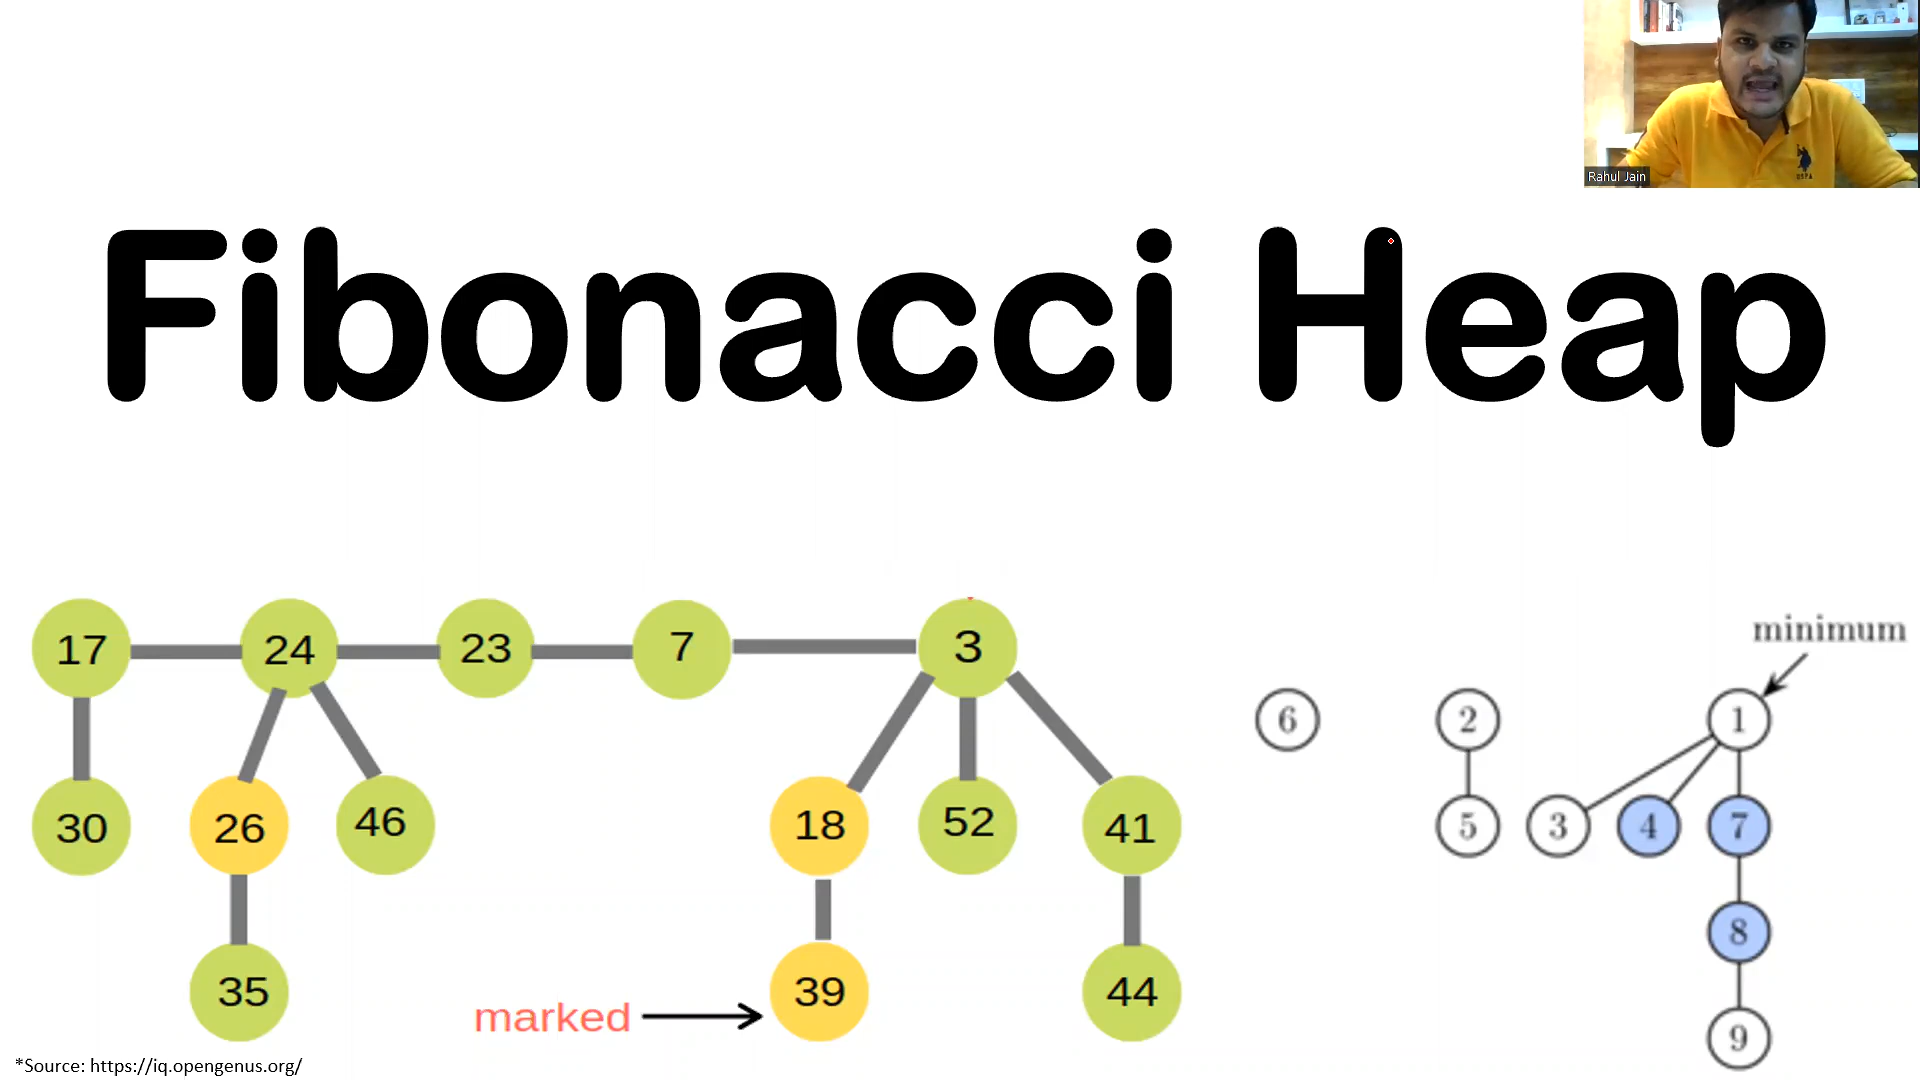 Rahul Jain
USPA
Fibonacci Heap
17 24 23 7 3
minimum
6 2 1
30 26 46 18 52 41
5 3 4 7
8
35 39 44
marked
9
*Source: https://iq.opengenus.org/